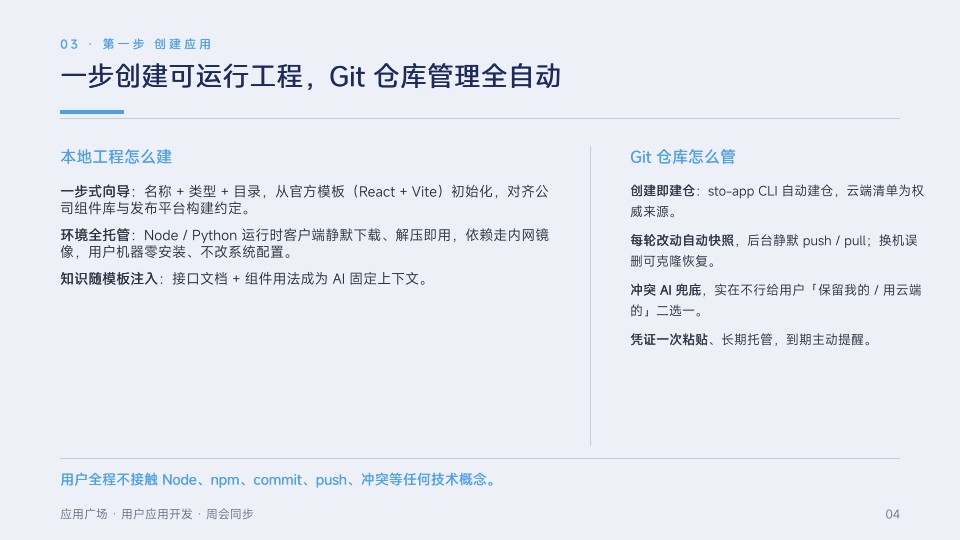 03 · 第一步 创建应用
一步创建可运行工程，Git 仓库管理全自动
本地工程怎么建
一步式向导：名称 + 类型 + 目录，从官方模板（React + Vite）初始化，对齐公
司组件库与发布平台构建约定。
环境全托管：Node / Python 运行时客户端静默下载、解压即用，依赖走内网镜
像，用户机器零安装、不改系统配置。
知识随模板注入：接口文档 + 组件用法成为 AI 固定上下文。
Git 仓库怎么管
创建即建仓：sto-app CLI 自动建仓，云端清单为权
威来源。
每轮改动自动快照，后台静默 push / pull；换机误
删可克隆恢复。
冲突 AI 兜底，实在不行给用户「保留我的 / 用云端
的」二选一。
凭证一次粘贴、长期托管，到期主动提醒。
用户全程不接触 Node、npm、commit、push、冲突等任何技术概念。
应用广场 · 用户应用开发 · 周会同步
04